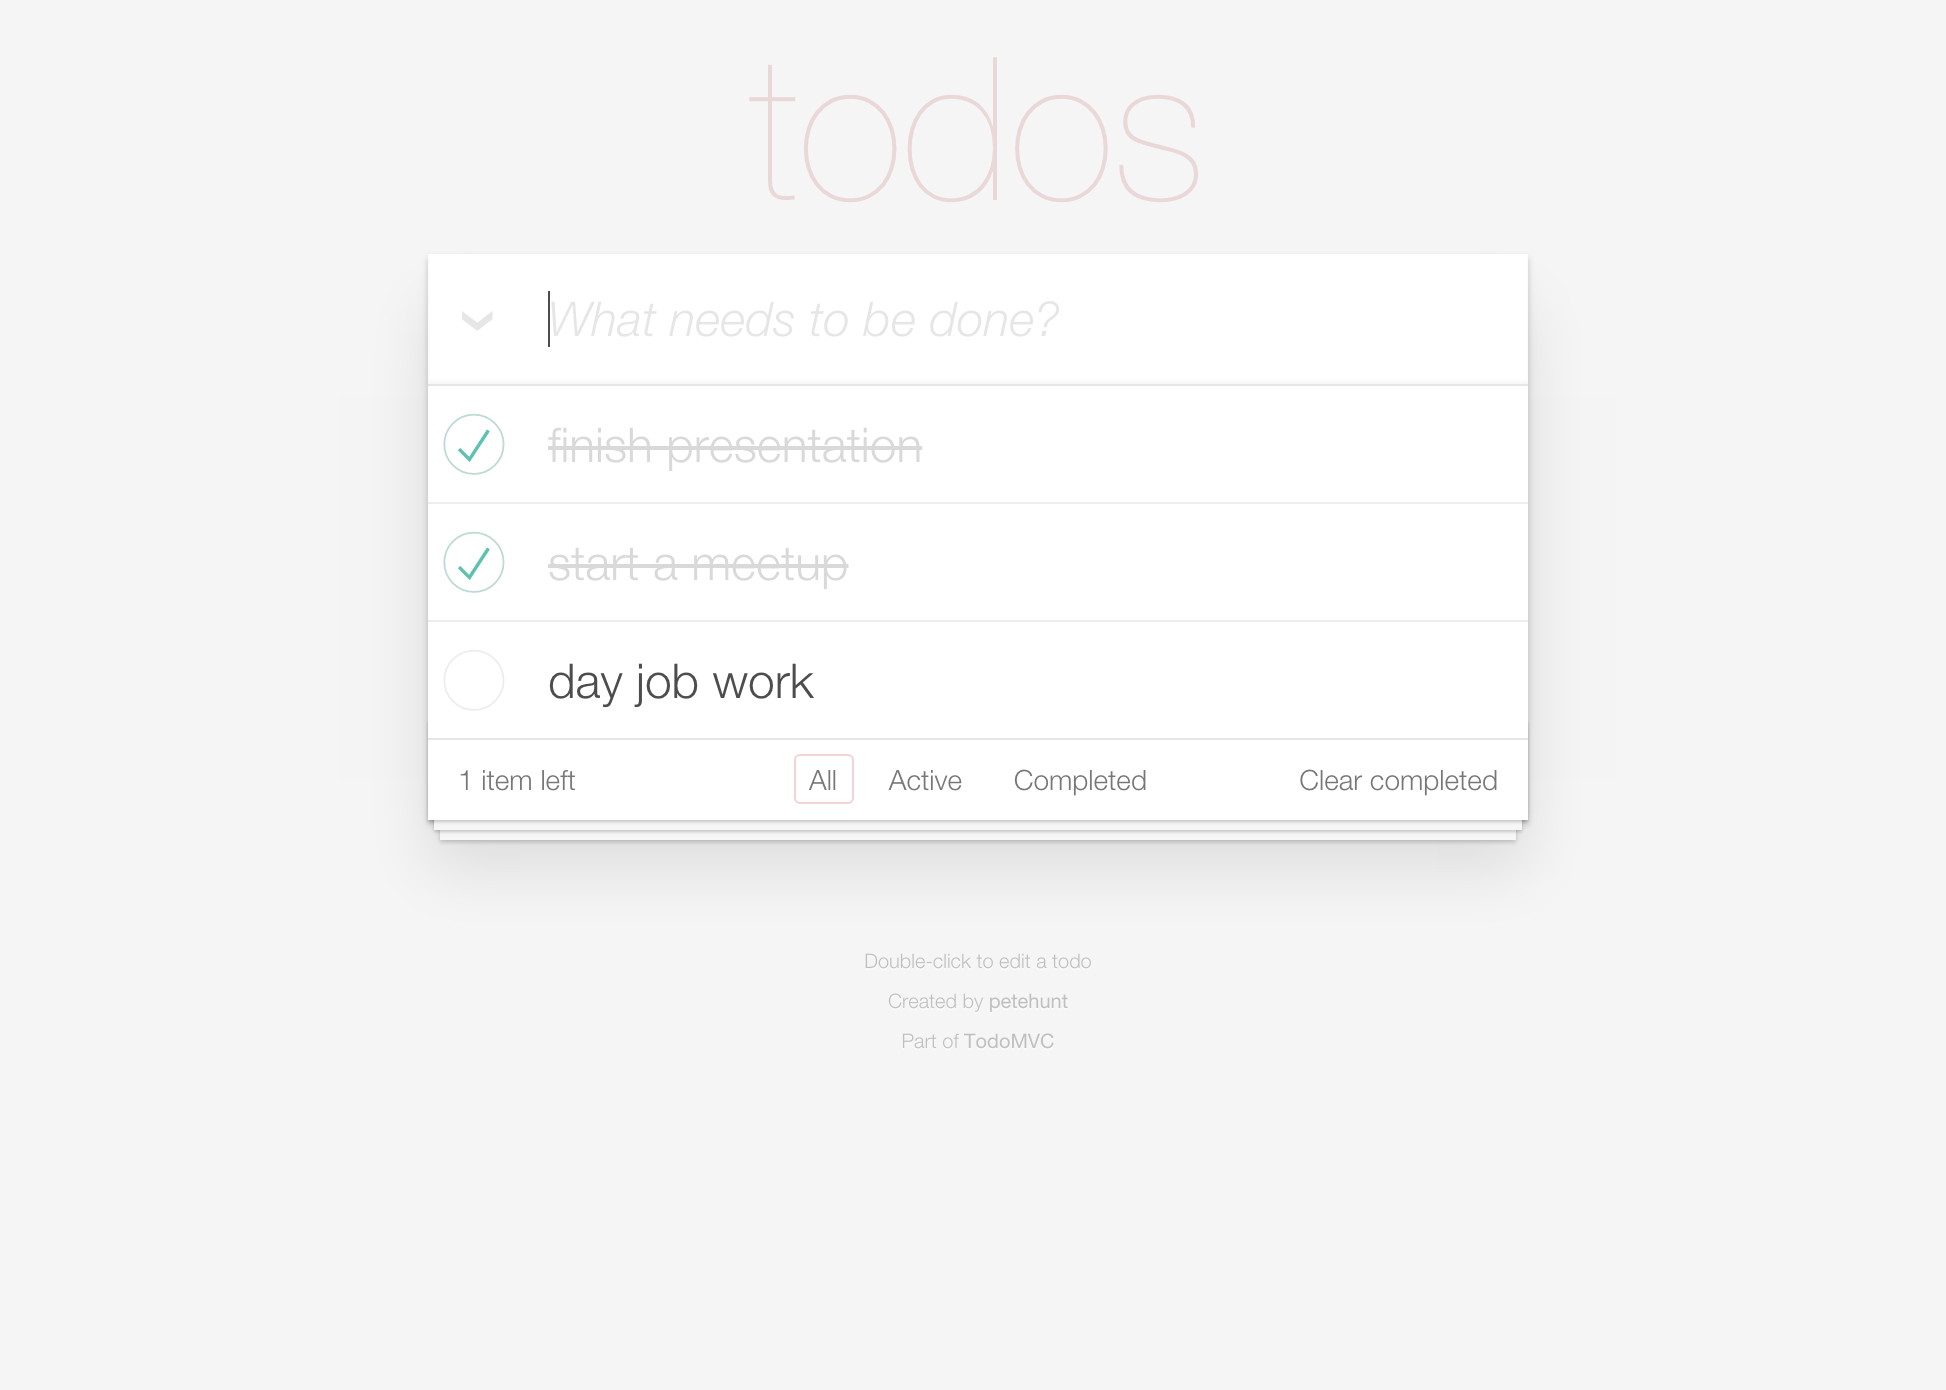 todos
What needs to be done?
finish presentation
start a meetup
day job work
1 item left All Active Completed Clear completed
Double-click to edit a todo
Created by petehunt
Part of TodoMVC